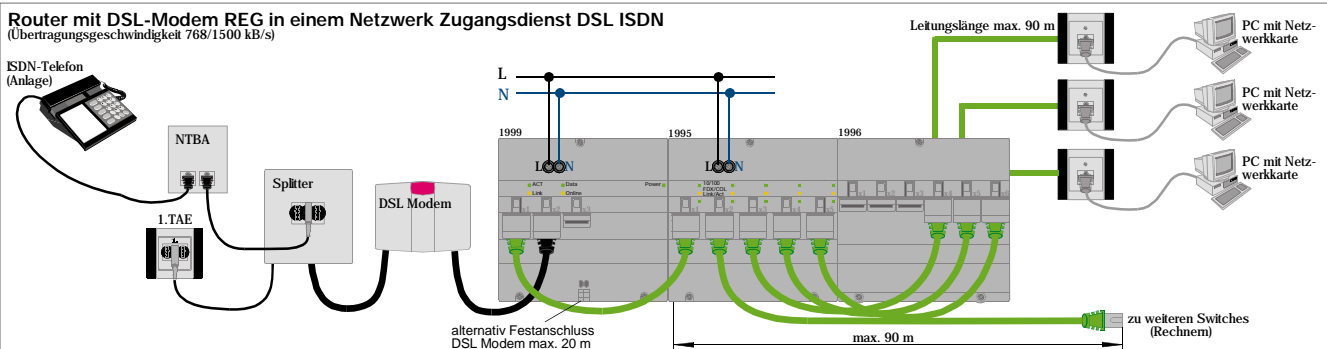 Router mit DSL-Modem REG in einem Netzwerk Zugangsdienst DSL ISDN
(Übertragungsgeschwindigkeit 768/1500 kB/s)
ISDN-Telefon
(Anlage)
NTBA
1.TAE
Splitter
DSL Modem
L
N
1999
L N
ACT Data
Link Online
alternativ Festanschluss
DSL Modem max. 20 m
1995
L N
Power
10/100
FDX/COL
Link/Act
1996
Leitungslänge max. 90 m
PC mit Netz-
werkkarte
PC mit Netz-
werkkarte
PC mit Netz-
werkkarte
max. 90 m
zu weiteren Switches
(Rechnern)